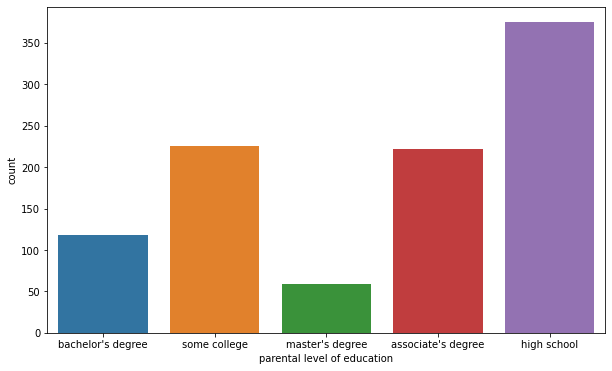 350
300
250
200
150
100
50
0
count
bachelor's degree some college master's degree associate's degree high school
parental level of education